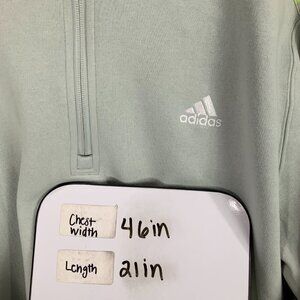 adidas
Chest
width
46in
Length
21in